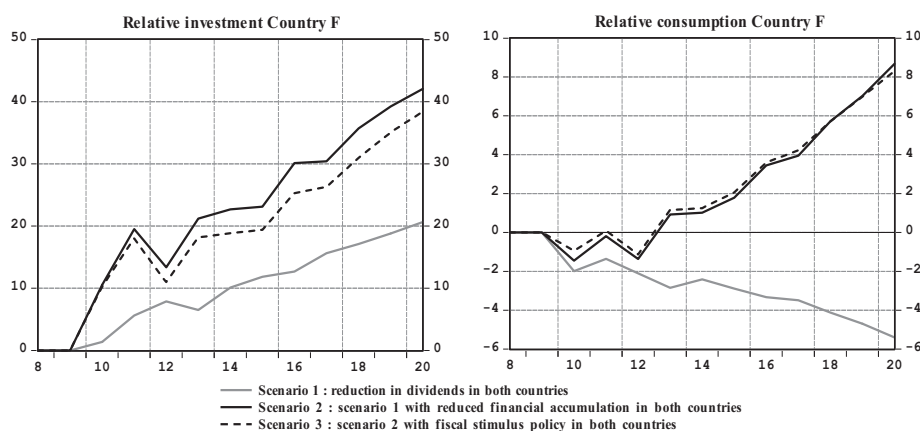 Relative investment Country F
50 50
40 40
30 30
20 20
10 10
0 0
8 10 12 14 16 18 20
Relative consumption Country F
10 10
8 8
6 6
4 4
2 2
0 0
-2 -2
-4 -4
-6 -6
8 10 12 14 16 18 20
Scenario 1 : reduction in dividends in both countries
Scenario 2 : scenario 1 with reduced financial accumulation in both countries
Scenario 3 : scenario 2 with fiscal stimulus policy in both countries